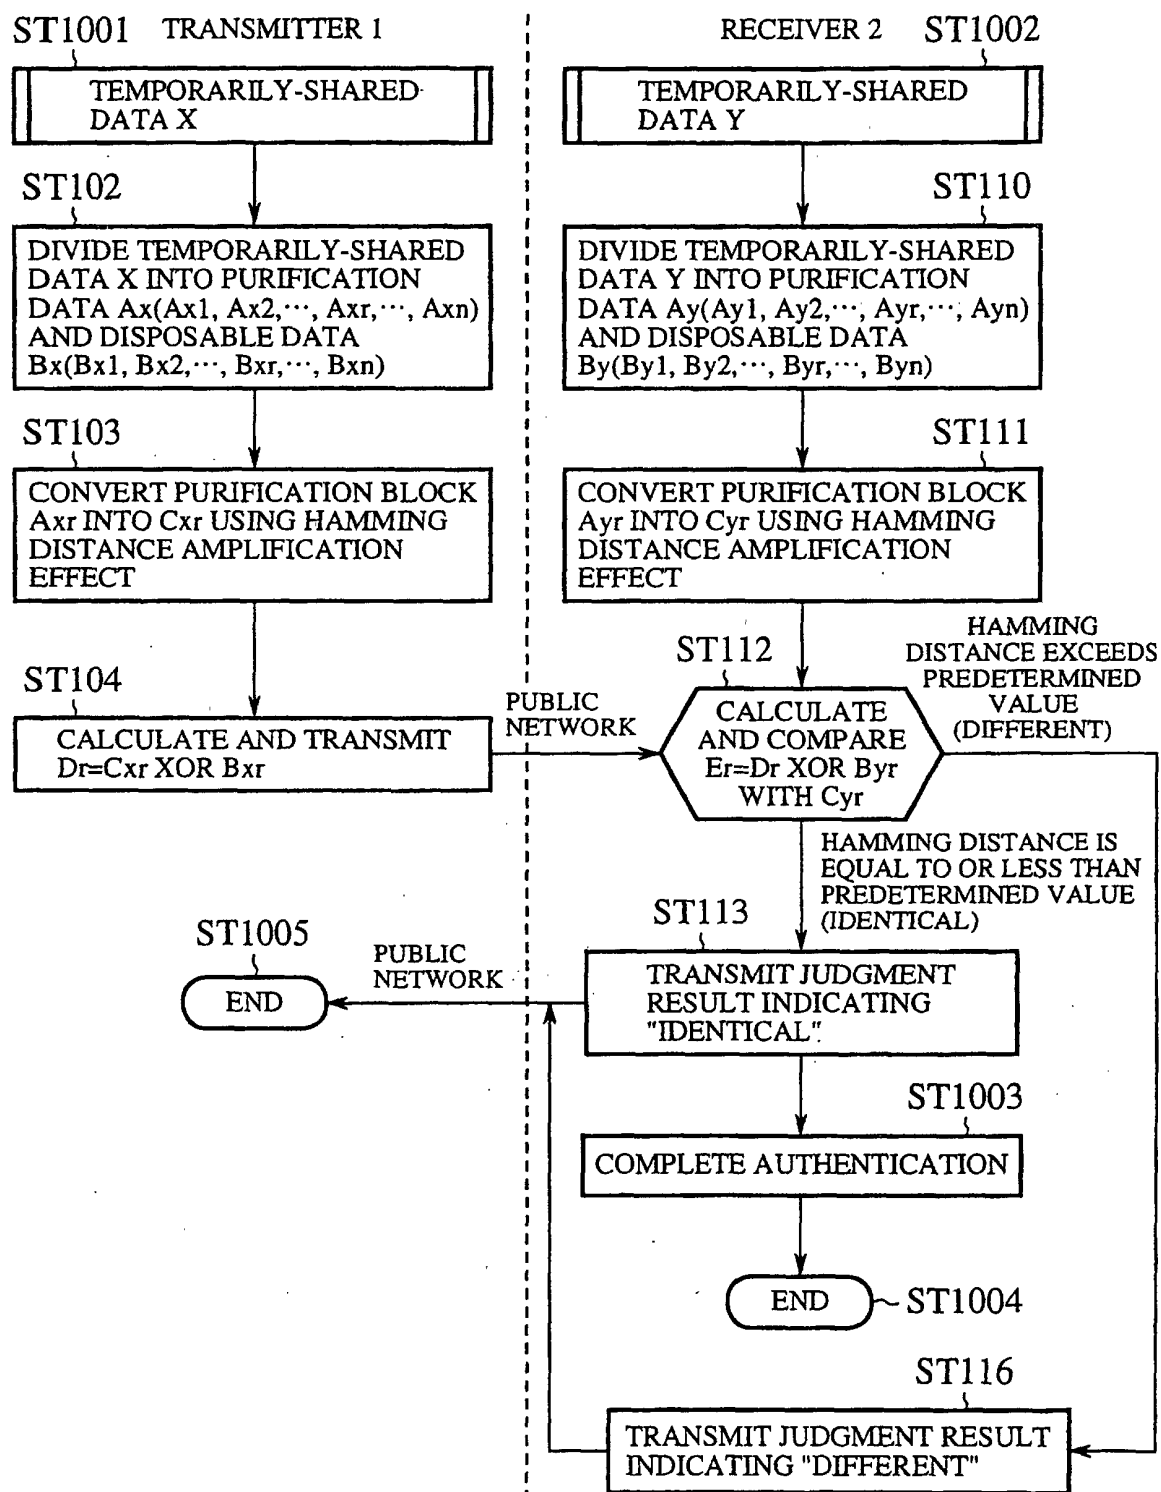 ST1001 TRANSMITTER 1
RECEIVER 2 ST1002
TEMPORARILY-SHARED
DATA X
TEMPORARILY-SHARED
DATA Y
ST102
DIVIDE TEMPORARILY-SHARED
DATA X INTO PURIFICATION
DATA Ax(Ax1, Ax2,⋯, Axr,⋯, Axn)
AND DISPOSABLE DATA
Bx(Bx1, Bx2,⋯, Bxr,⋯, Bxn)
ST110
DIVIDE TEMPORARILY-SHARED
DATA Y INTO PURIFICATION
DATA Ay(Ay1, Ay2,⋯, Ayr,⋯, Ayn)
AND DISPOSABLE DATA
By(By1, By2,⋯, Byr,⋯, Byn)
ST103
CONVERT PURIFICATION BLOCK
Axr INTO Cxr USING HAMMING
DISTANCE AMPLIFICATION
EFFECT
ST111
CONVERT PURIFICATION BLOCK
Ayr INTO Cyr USING HAMMING
DISTANCE AMPLIFICATION
EFFECT
ST104
CALCULATE AND TRANSMIT
Dr=Cxr XOR Bxr
PUBLIC
NETWORK
ST112
CALCULATE
AND COMPARE
Er=Dr XOR Byr
WITH Cyr
HAMMING
DISTANCE EXCEEDS
PREDETERMINED
VALUE
(DIFFERENT)
HAMMING DISTANCE IS
EQUAL TO OR LESS THAN
PREDETERMINED VALUE
(IDENTICAL)
ST113
TRANSMIT JUDGMENT
RESULT INDICATING
"IDENTICAL"
PUBLIC
NETWORK
ST1005
END
ST1003
COMPLETE AUTHENTICATION
END
ST1004
ST116
TRANSMIT JUDGMENT RESULT
INDICATING "DIFFERENT"